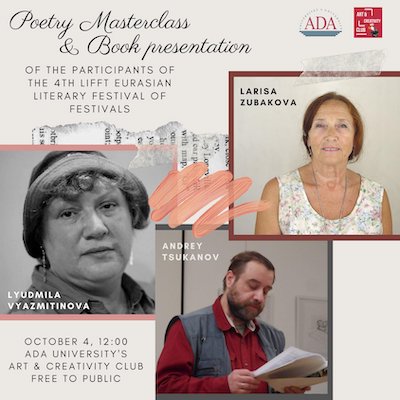 Poetry Masterclass
& Book presentation
ADA
ART &
CREATIVITY
CLUB
OF THE PARTICIPANTS OF
THE 4TH LIFFT EURASIAN
LITERARY FESTIVAL OF
FESTIVALS
LARISA
ZUBAKOVA
LYUDMILA
VYAZMITINOVA
ANDREY
TSUKANOV
OCTOBER 4, 12:00
ADA UNIVERSITY'S
ART & CREATIVITY CLUB
FREE TO PUBLIC